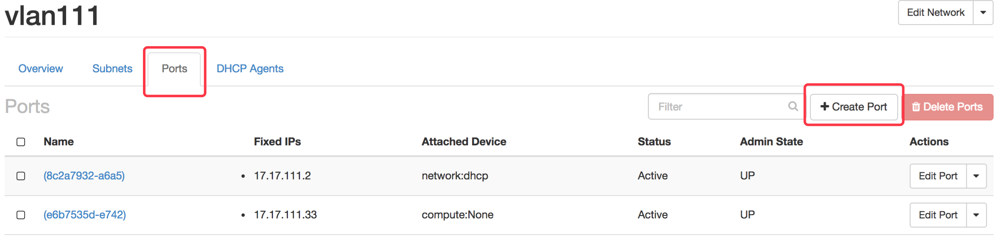 vlan111 Edit Network
Overview Subnets Ports DHCP Agents
Ports Filter Create Port Delete Ports
Name Fixed IPs Attached Device Status Admin State Actions
(8c2a7932-a6a5) • 17.17.111.2 network:dhcp Active UP Edit Port
(e6b7535d-e742) • 17.17.111.33 compute:None Active UP Edit Port